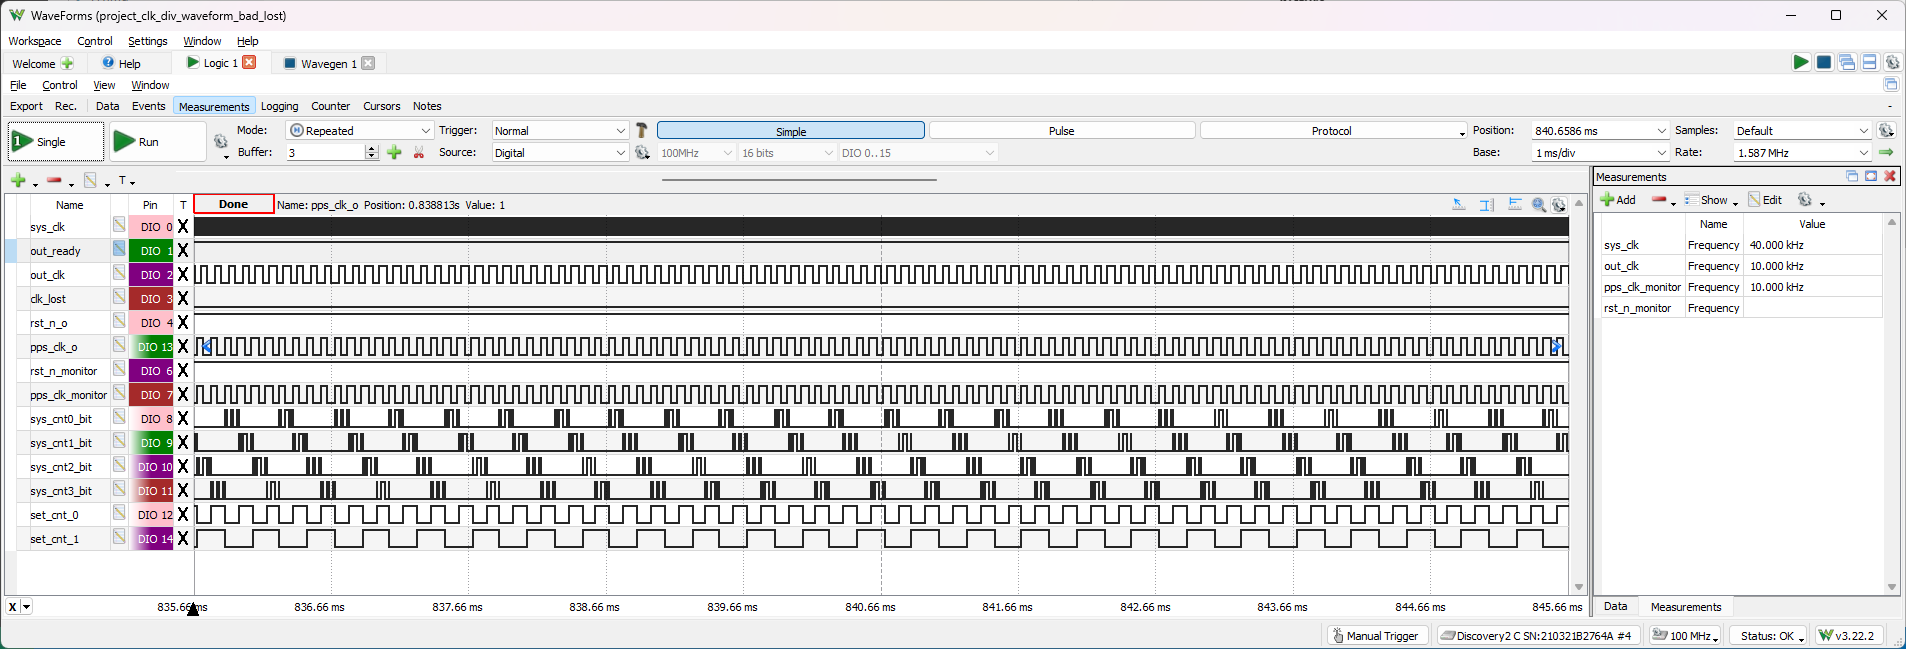 WaveForms (project_clk_div_waveform_bad_lost)
Workspace Control Settings Window Help
Welcome Help Logic 1 Wavegen 1
File Control View Window
Export Rec. Data Events Measurements Logging Counter Cursors Notes
Single Run Mode: Repeated Trigger: Normal Simple Pulse Protocol Position: 840.6586 ms Samples: Default
Buffer: 3 Source: Digital 100MHz 16 bits DIO 0..15 Base: 1 ms/div Rate: 1.587 MHz
T
Name Pin T Done Name: pps_clk_o Position: 0.838813s Value: 1
sys_clk DIO 0 X
out_ready DIO 1 X
out_clk DIO 2 X
clk_lost DIO 3 X
rst_n_o DIO 4 X
pps_clk_o DIO 13 X
rst_n_monitor DIO 6 X
pps_clk_monitor DIO 7 X
sys_cnt0_bit DIO 8 X
sys_cnt1_bit DIO 9 X
sys_cnt2_bit DIO 10 X
sys_cnt3_bit DIO 11 X
set_cnt_0 DIO 12 X
set_cnt_1 DIO 14 X
X 835.66 ms 836.66 ms 837.66 ms 838.66 ms 839.66 ms 840.66 ms 841.66 ms 842.66 ms 843.66 ms 844.66 ms 845.66 ms
Measurements
Add Show Edit
Name Value
sys_clk Frequency 40.000 kHz
out_clk Frequency 10.000 kHz
pps_clk_monitor Frequency 10.000 kHz
rst_n_monitor Frequency
Data Measurements
Manual Trigger Discovery2 C SN:210321B2764A #4 100 MHz Status: OK v3.22.2